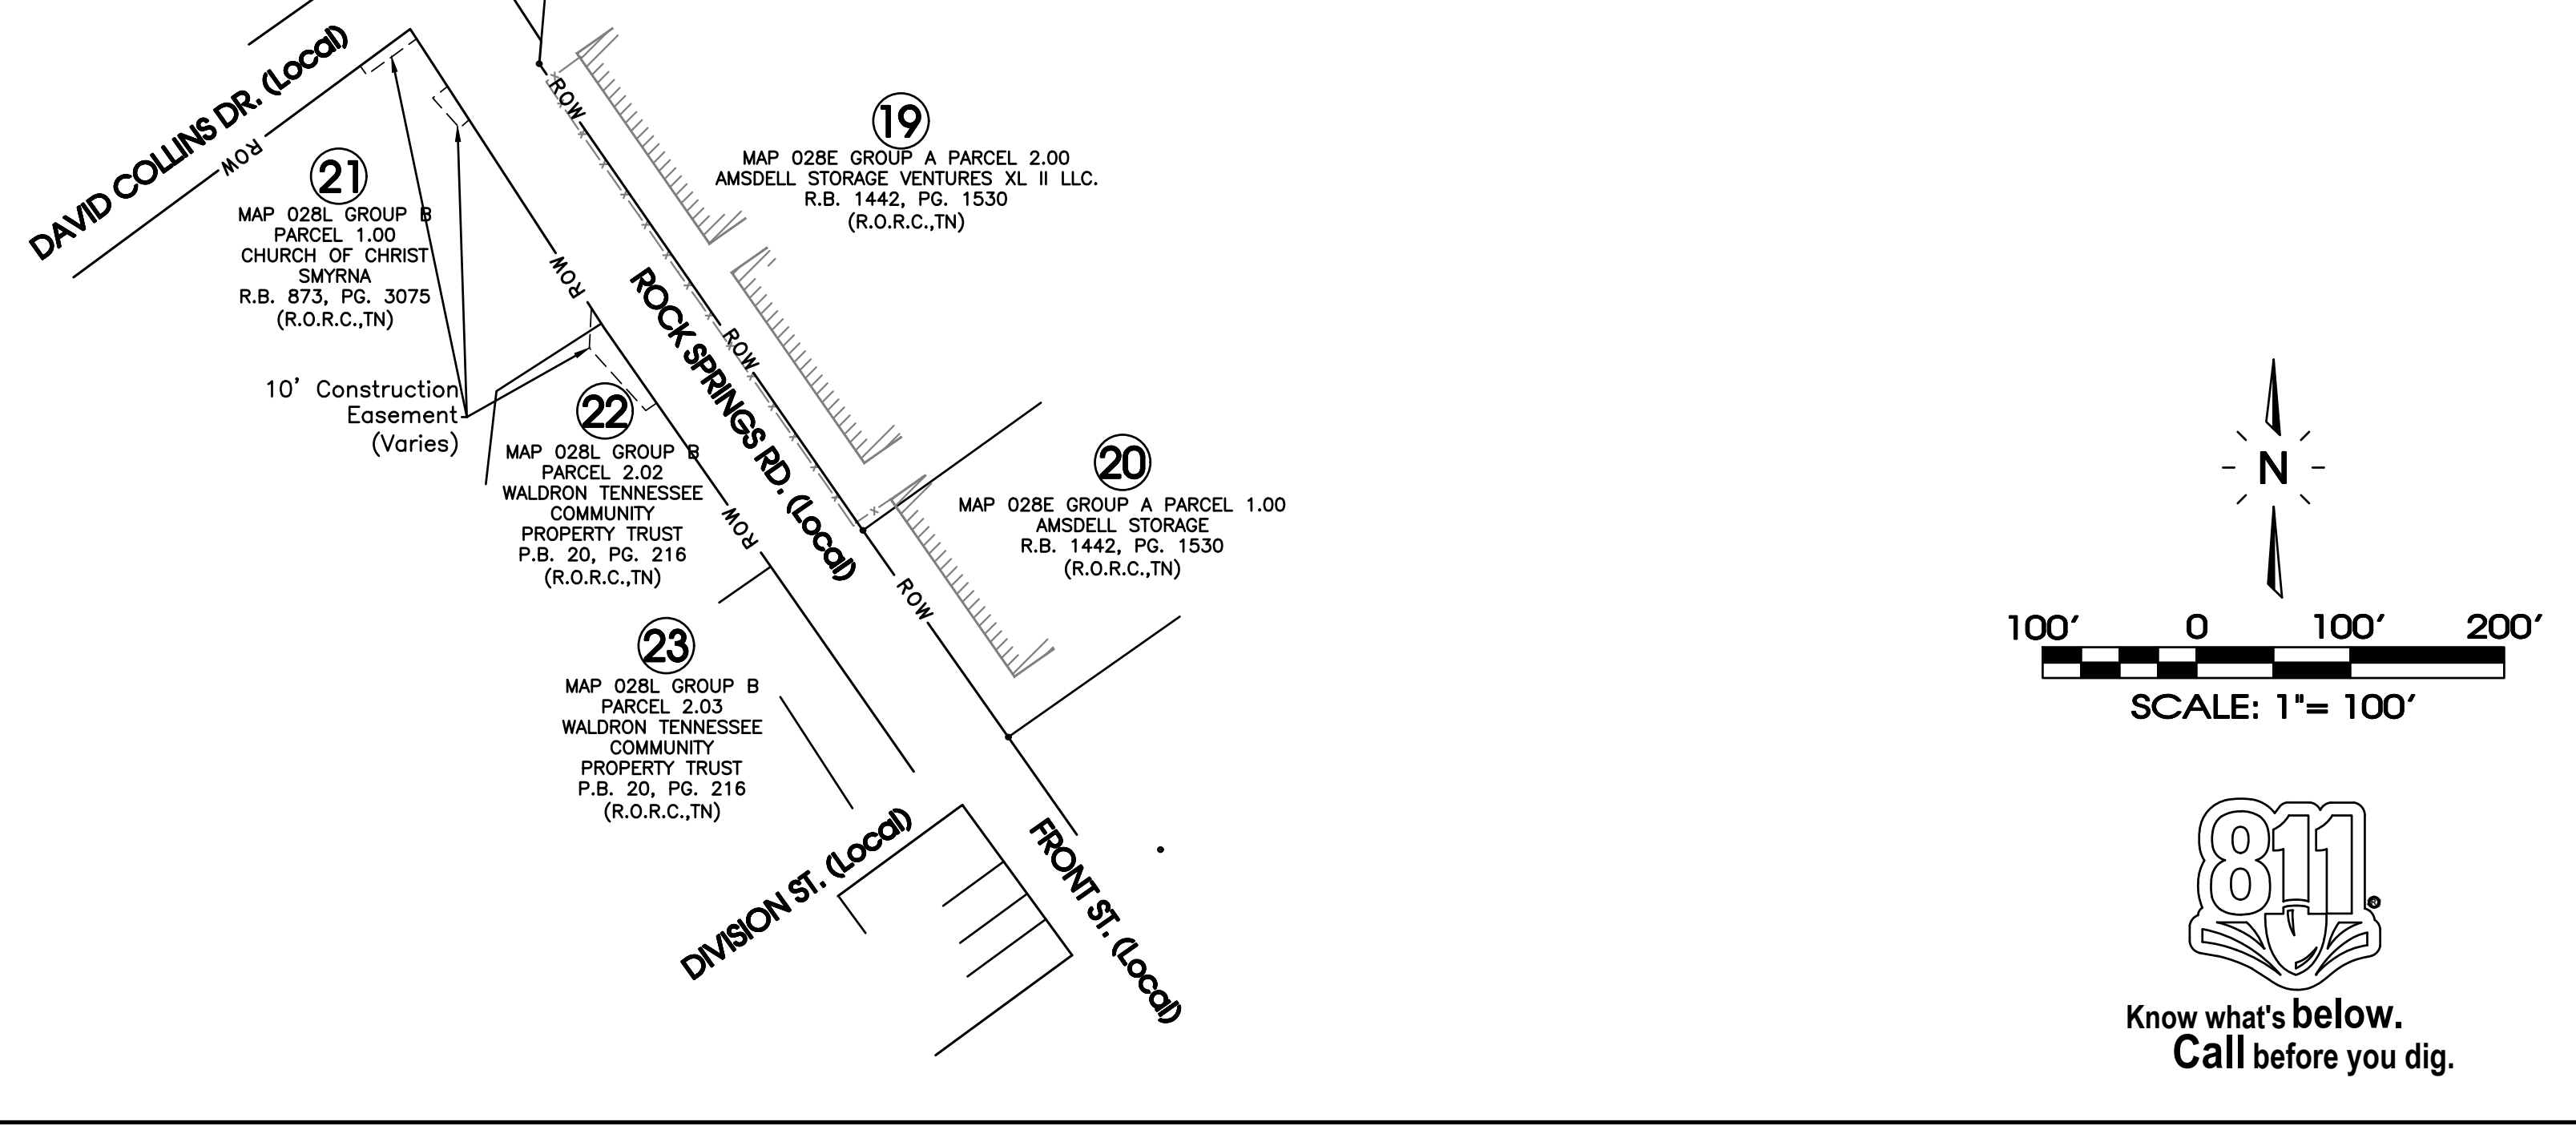 DAVID COLLINS DR. (Local)
ROW
ROW
21
MAP 028L GROUP B
PARCEL 1.00
CHURCH OF CHRIST
SMYRNA
R.B. 873, PG. 3075
(R.O.R.C.,TN)
19
MAP 028E GROUP A PARCEL 2.00
AMSDELL STORAGE VENTURES XL II LLC.
R.B. 1442, PG. 1530
(R.O.R.C.,TN)
ROW
ROCK SPRINGS RD. (Local)
ROW
10' Construction
Easement
(Varies)
22
MAP 028L GROUP B
PARCEL 2.02
WALDRON TENNESSEE
COMMUNITY
PROPERTY TRUST
P.B. 20, PG. 216
(R.O.R.C.,TN)
ROW
20
MAP 028E GROUP A PARCEL 1.00
AMSDELL STORAGE
R.B. 1442, PG. 1530
(R.O.R.C.,TN)
ROW
23
MAP 028L GROUP B
PARCEL 2.03
WALDRON TENNESSEE
COMMUNITY
PROPERTY TRUST
P.B. 20, PG. 216
(R.O.R.C.,TN)
DIVISION ST. (Local)
FRONT ST. (Local)
N
100' 0 100' 200'
SCALE: 1"= 100'
811®
Know what's below.
Call before you dig.